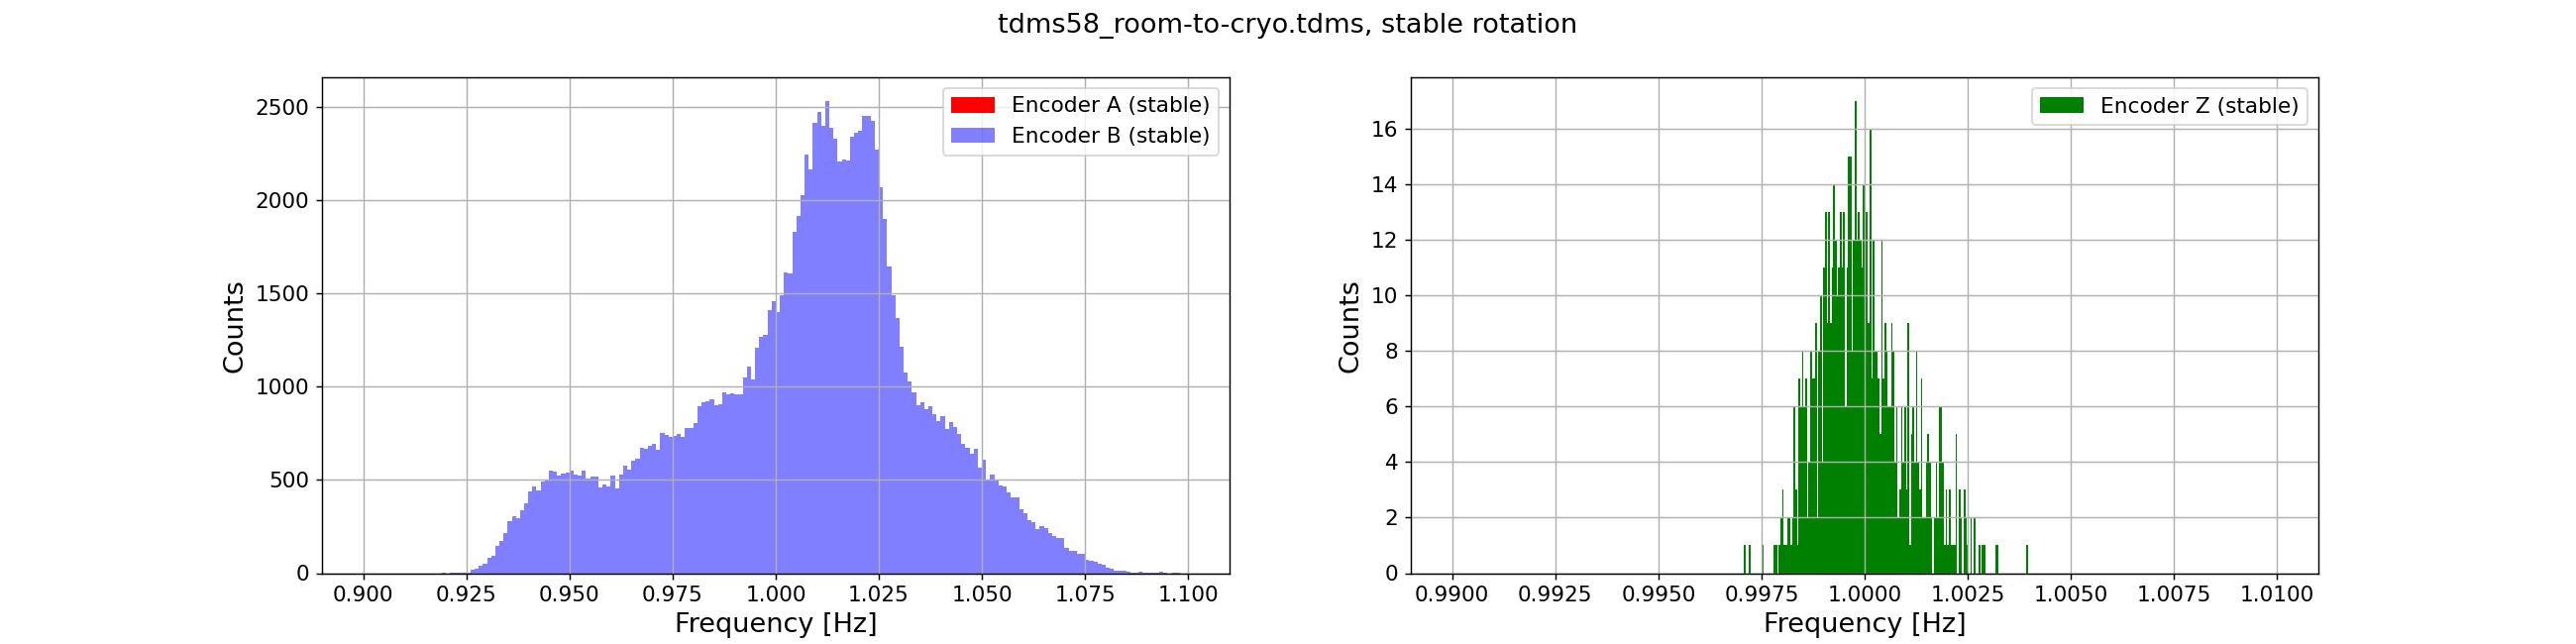 tdms58_room-to-cryo.tdms, stable rotation
Encoder A (stable)
Encoder B (stable)
Counts
2500
2000
1500
1000
500
0
0.900 0.925 0.950 0.975 1.000 1.025 1.050 1.075 1.100
Frequency [Hz]
Encoder Z (stable)
Counts
16
14
12
10
8
6
4
2
0
0.9900 0.9925 0.9950 0.9975 1.0000 1.0025 1.0050 1.0075 1.0100
Frequency [Hz]